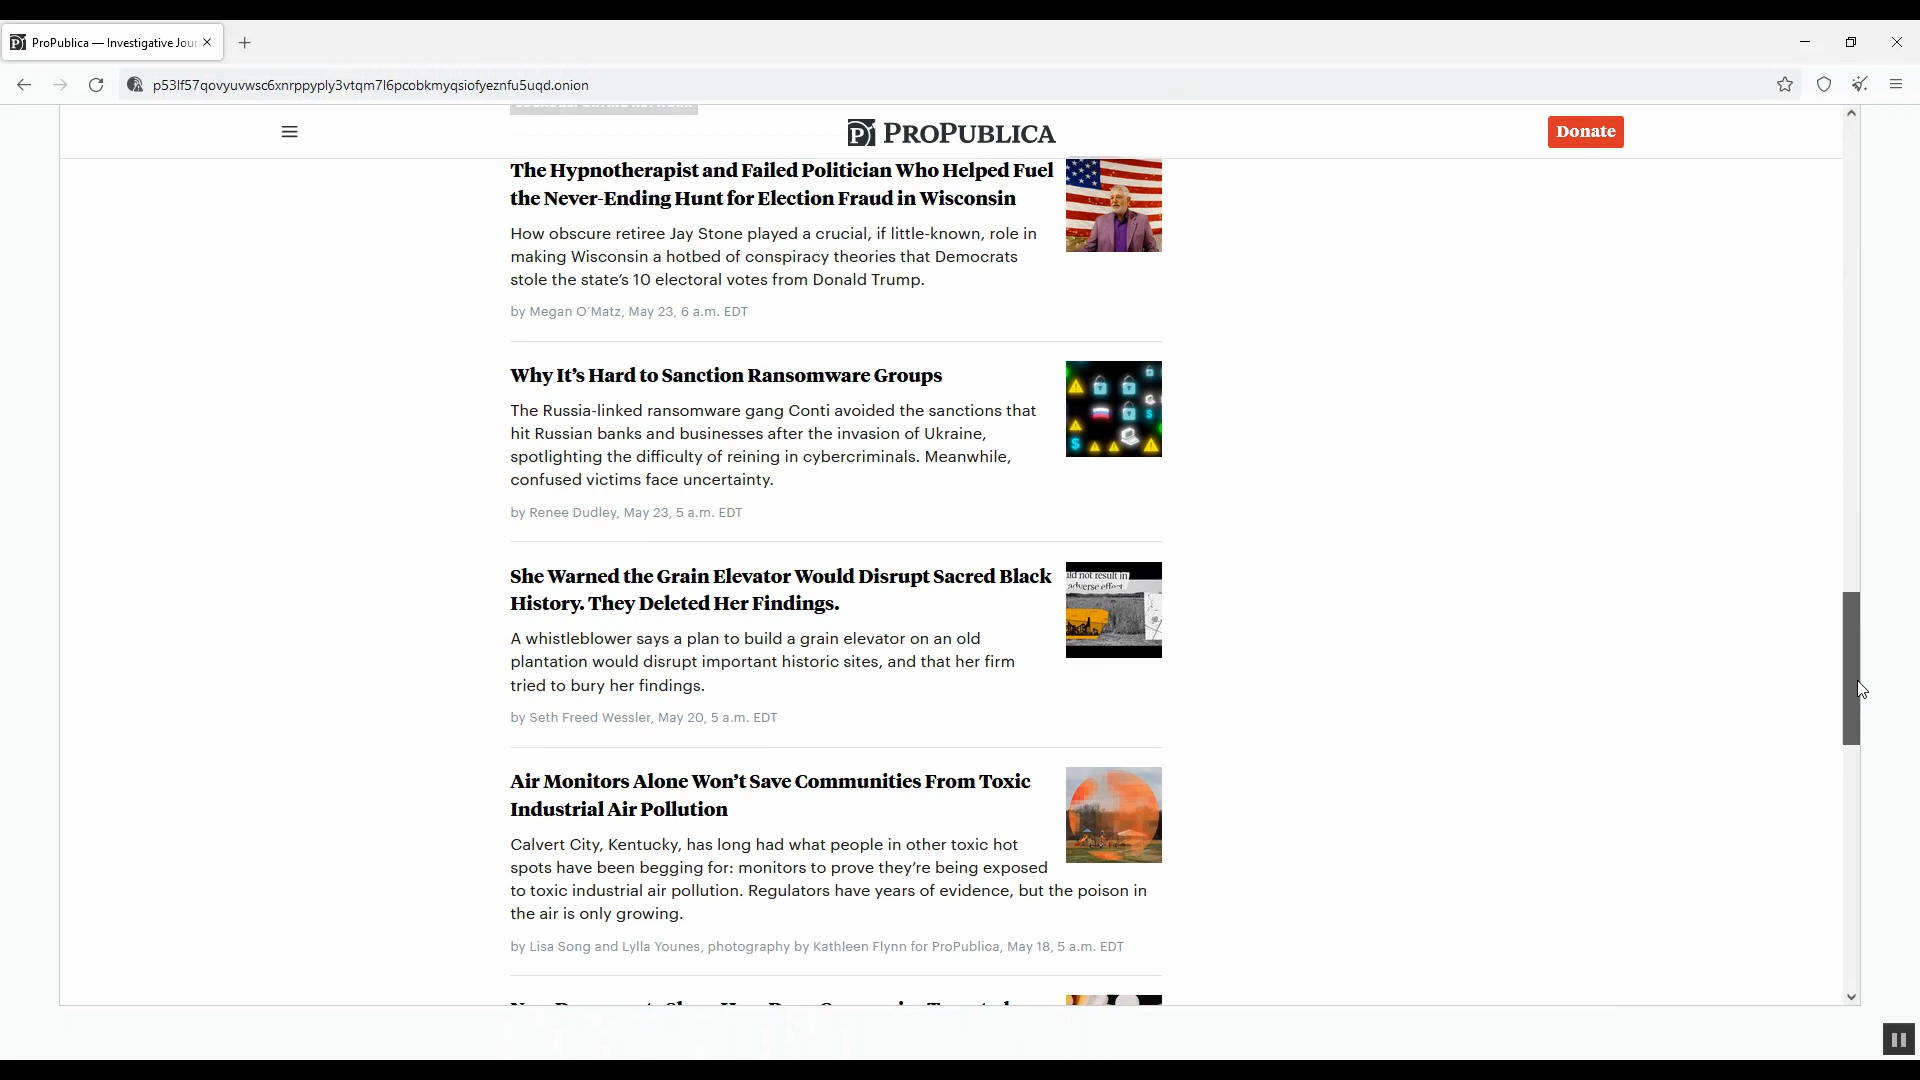 ProPublica — Investigative Jour
p53lf57qovyuvwsc6xnrppyply3vtqm7l6pcobkmyqsiofyeznfu5uqd.onion
PROPUBLICA
Donate
The Hypnotherapist and Failed Politician Who Helped Fuel
the Never-Ending Hunt for Election Fraud in Wisconsin
How obscure retiree Jay Stone played a crucial, if little-known, role in
making Wisconsin a hotbed of conspiracy theories that Democrats
stole the state’s 10 electoral votes from Donald Trump.
by Megan O’Matz, May 23, 6 a.m. EDT
Why It’s Hard to Sanction Ransomware Groups
The Russia-linked ransomware gang Conti avoided the sanctions that
hit Russian banks and businesses after the invasion of Ukraine,
spotlighting the difficulty of reining in cybercriminals. Meanwhile,
confused victims face uncertainty.
by Renee Dudley, May 23, 5 a.m. EDT
She Warned the Grain Elevator Would Disrupt Sacred Black
History. They Deleted Her Findings.
uld not result in
adverse effect
A whistleblower says a plan to build a grain elevator on an old
plantation would disrupt important historic sites, and that her firm
tried to bury her findings.
by Seth Freed Wessler, May 20, 5 a.m. EDT
Air Monitors Alone Won’t Save Communities From Toxic
Industrial Air Pollution
Calvert City, Kentucky, has long had what people in other toxic hot
spots have been begging for: monitors to prove they’re being exposed
to toxic industrial air pollution. Regulators have years of evidence, but the poison in
the air is only growing.
by Lisa Song and Lylla Younes, photography by Kathleen Flynn for ProPublica, May 18, 5 a.m. EDT